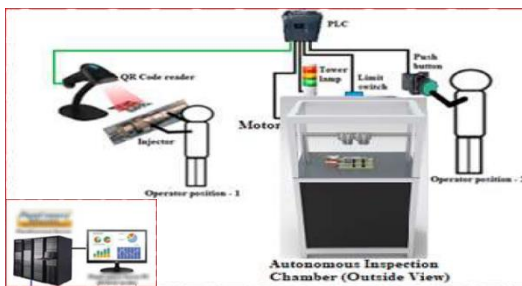 PLC
Push
button
Tower
lamp
Limit
switch
QR Code reader
Motor
Injector
Operator position - 1
Operator position -
Autonomous Inspection
Chamber (Outside View)